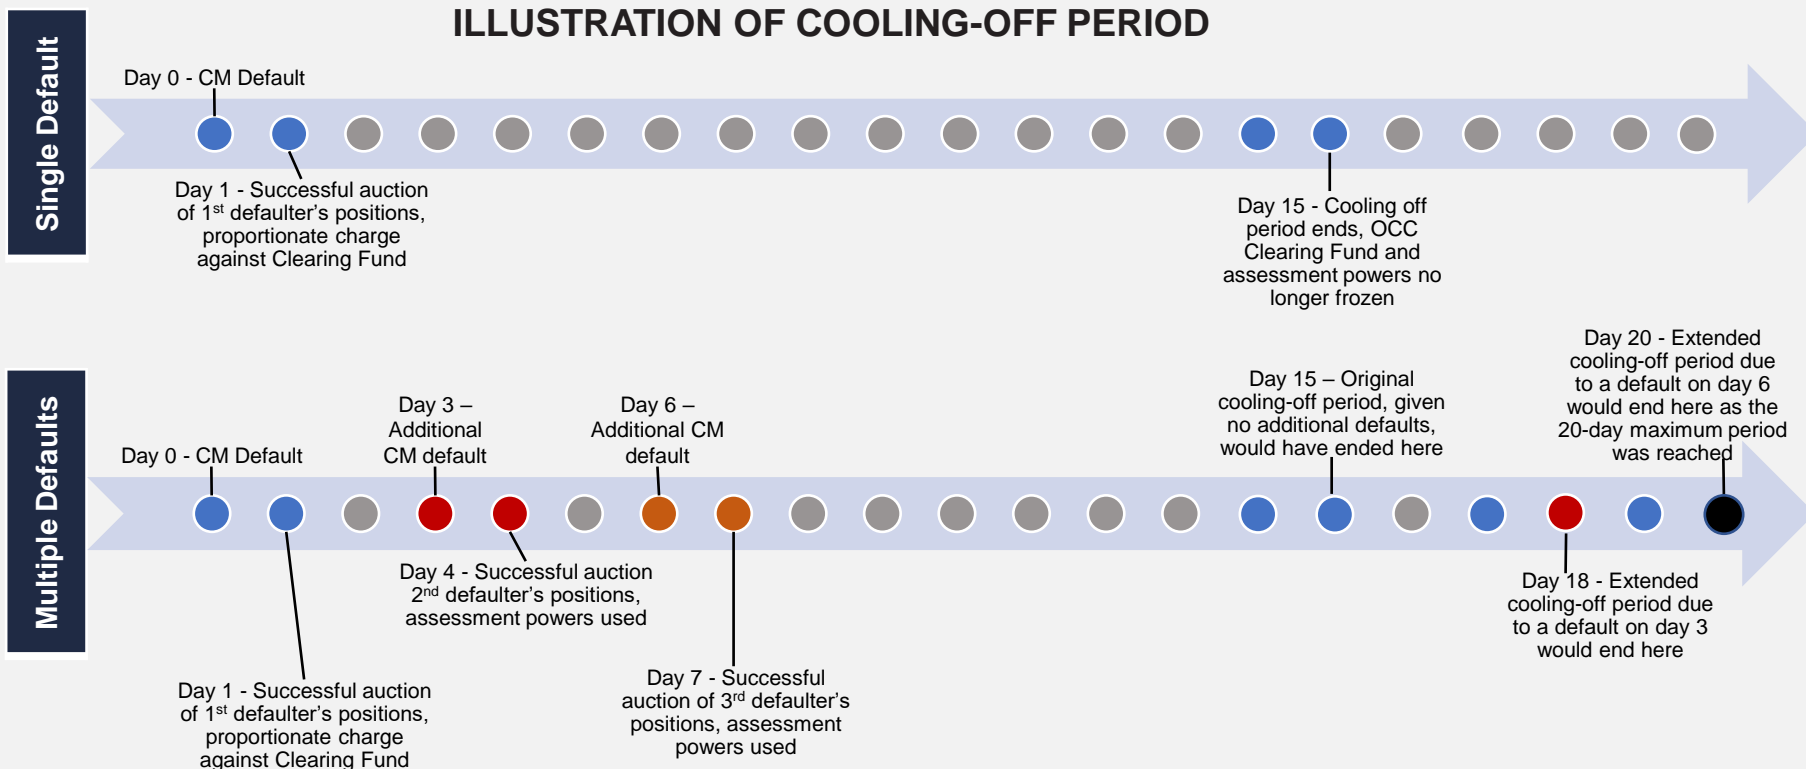 ILLUSTRATION OF COOLING-OFF PERIOD
Single Default
Day 0 - CM Default
Day 1 - Successful auction
of 1st defaulter's positions,
proportionate charge
against Clearing Fund
Day 15 - Cooling off
period ends, OCC
Clearing Fund and
assessment powers no
longer frozen
Multiple Defaults
Day 0 - CM Default
Day 1 - Successful auction
of 1st defaulter's positions,
proportionate charge
against Clearing Fund
Day 3 –
Additional
CM default
Day 4 - Successful auction
2nd defaulter's positions,
assessment powers used
Day 6 –
Additional CM
default
Day 7 - Successful
auction of 3rd defaulter's
positions, assessment
powers used
Day 15 – Original
cooling-off period, given
no additional defaults,
would have ended here
Day 18 - Extended
cooling-off period due
to a default on day 3
would end here
Day 20 - Extended
cooling-off period due
to a default on day 6
would end here as the
20-day maximum period
was reached